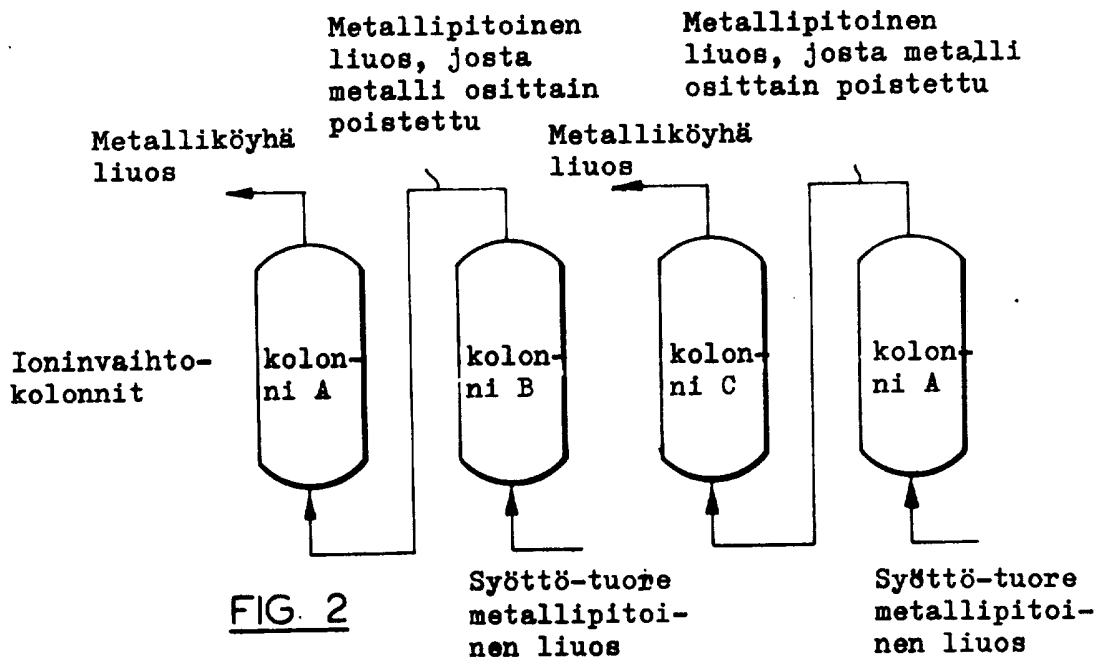 Metallipitoinen
liuos, josta
metalli osittain
poistettu
Metallipitoinen
liuos, josta metalli
osittain poistettu
Metalliköyhä
liuos
Metalliköyhä
liuos
Ioninvaihto-
kolonnit
kolon-
ni A
kolon-
ni B
kolon-
ni C
kolon-
ni A
Syöttö-tuore
metallipitoi-
nen liuos
Syöttö-tuore
metallipitoi-
nen liuos
FIG. 2